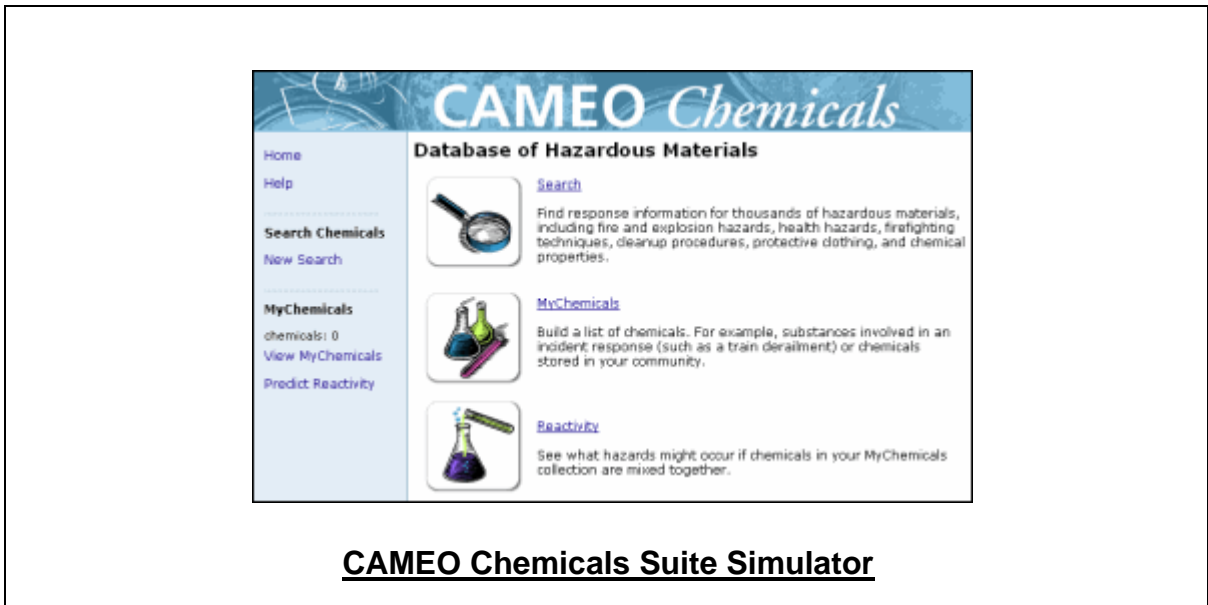 CAMEO Chemicals
Home
Help
Search Chemicals
New Search
MyChemicals
chemicals: 0
View MyChemicals
Predict Reactivity
Database of Hazardous Materials
Search
Find response information for thousands of hazardous materials,
including fire and explosion hazards, health hazards, firefighting
techniques, cleanup procedures, protective clothing, and chemical
properties.
MyChemicals
Build a list of chemicals. For example, substances involved in an
incident response (such as a train derailment) or chemicals
stored in your community.
Reactivity
See what hazards might occur if chemicals in your MyChemicals
collection are mixed together.
CAMEO Chemicals Suite Simulator